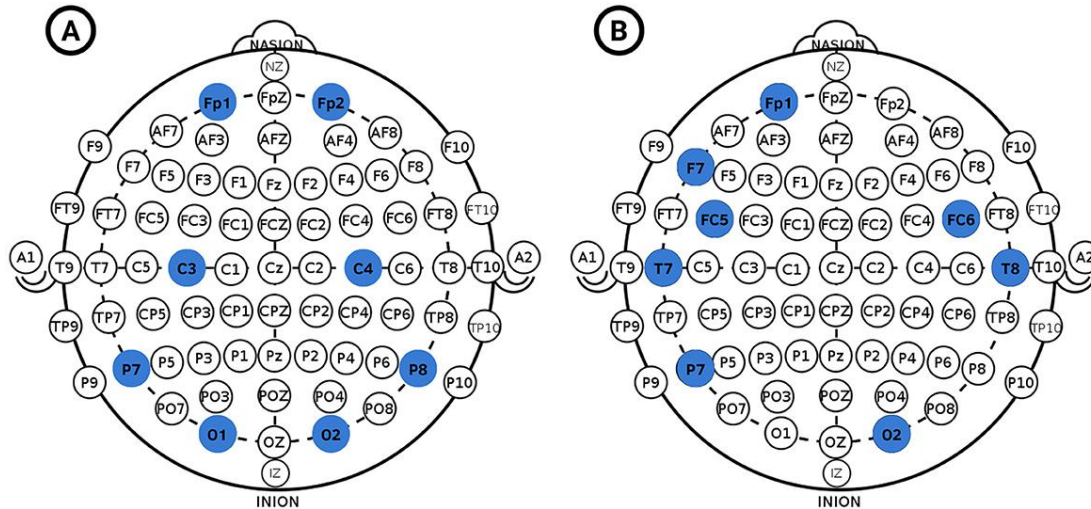 A
NASION
NZ
Fp1 FpZ Fp2
AF7 AF3 AFZ AF4 AF8
F9 F10
F7 F5 F3 F1 Fz F2 F4 F6 F8
FT9 FT7 FC5 FC3 FC1 FCZ FC2 FC4 FC6 FT8 FT10
A1 T9 T7 C5 C3 C1 Cz C2 C4 C6 T8 T10 A2
TP9 TP7 CP5 CP3 CP1 CPZ CP2 CP4 CP6 TP8 TP10
P9 P7 P5 P3 P1 Pz P2 P4 P6 P8 P10
PO7 PO3 POZ PO4 PO8
O1 OZ O2
IZ
INION
B
NASION
NZ
Fp1 FpZ Fp2
AF7 AF3 AFZ AF4 AF8
F9 F10
F7 F5 F3 F1 Fz F2 F4 F6 F8
FT9 FT7 FC5 FC3 FC1 FCZ FC2 FC4 FC6 FT8 FT10
A1 T9 T7 C5 C3 C1 Cz C2 C4 C6 T8 T10 A2
TP9 TP7 CP5 CP3 CP1 CPZ CP2 CP4 CP6 TP8 TP10
P9 P7 P5 P3 P1 Pz P2 P4 P6 P8 P10
PO7 PO3 POZ PO4 PO8
O1 OZ O2
IZ
INION